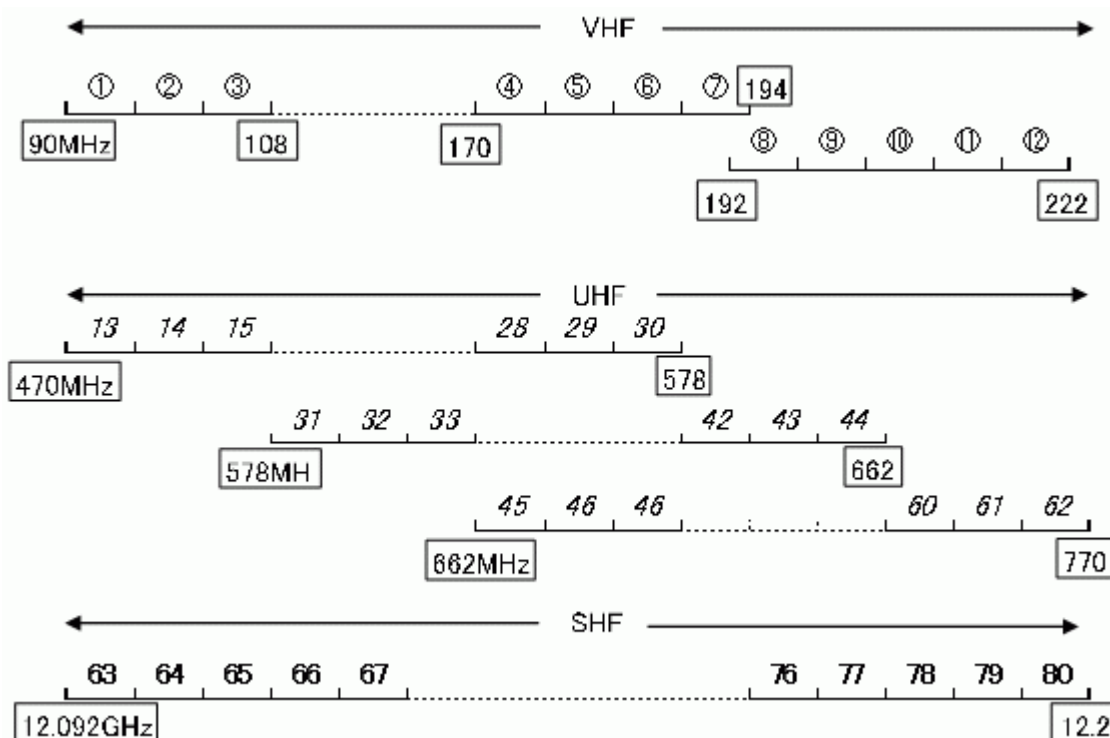 VHF
① ② ③ ④ ⑤ ⑥ ⑦ 194
90MHz 108 170
⑧ ⑨ ⑩ ⑪ ⑫
192 222
UHF
13 14 15 28 29 30
470MHz 578
31 32 33 42 43 44
578MH 662
45 46 46 60 61 62
662MHz 770
SHF
63 64 65 66 67 76 77 78 79 80
12.092GHz 12.2